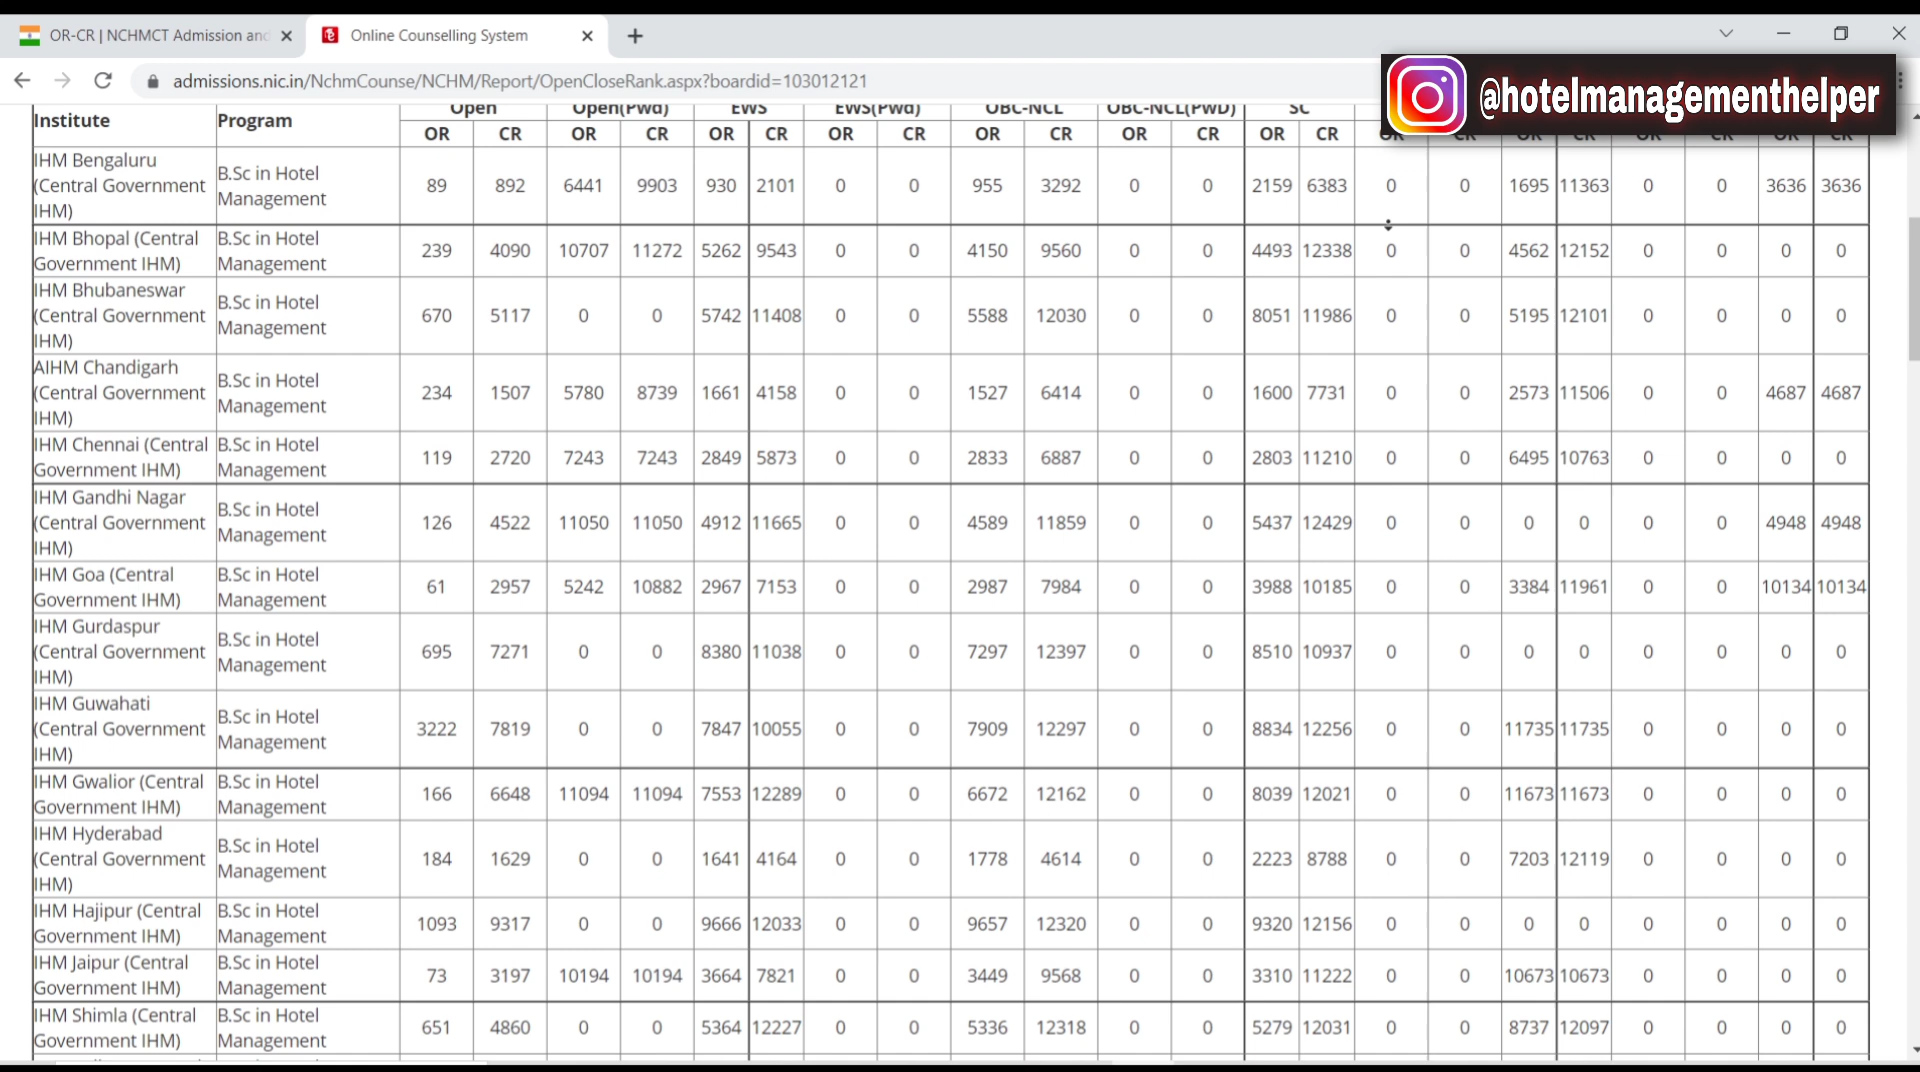 OR-CR | NCHMCT Admission and
Online Counselling System
admissions.nic.in/NchmCounse/NCHM/Report/OpenCloseRank.aspx?boardid=103012121
@hotelmanagementhelper
Institute Program Open Open(Pwd) EWS EWS(Pwd) OBC-NCL OBC-NCL(PwD) SC
OR CR OR CR OR CR OR CR OR CR OR CR OR CR OR CR OR CR OR CR OR CR
IHM Bengaluru
(Central Government
IHM)
B.Sc in Hotel
Management
89 892 6441 9903 930 2101 0 0 955 3292 0 0 2159 6383 0 0 1695 11363 0 0 3636 3636
IHM Bhopal (Central
Government IHM)
B.Sc in Hotel
Management
239 4090 10707 11272 5262 9543 0 0 4150 9560 0 0 4493 12338 0 0 4562 12152 0 0 0 0
IHM Bhubaneswar
(Central Government
IHM)
B.Sc in Hotel
Management
670 5117 0 0 5742 11408 0 0 5588 12030 0 0 8051 11986 0 0 5195 12101 0 0 0 0
AIHM Chandigarh
(Central Government
IHM)
B.Sc in Hotel
Management
234 1507 5780 8739 1661 4158 0 0 1527 6414 0 0 1600 7731 0 0 2573 11506 0 0 4687 4687
IHM Chennai (Central
Government IHM)
B.Sc in Hotel
Management
119 2720 7243 7243 2849 5873 0 0 2833 6887 0 0 2803 11210 0 0 6495 10763 0 0 0 0
IHM Gandhi Nagar
(Central Government
IHM)
B.Sc in Hotel
Management
126 4522 11050 11050 4912 11665 0 0 4589 11859 0 0 5437 12429 0 0 0 0 0 0 4948 4948
IHM Goa (Central
Government IHM)
B.Sc in Hotel
Management
61 2957 5242 10882 2967 7153 0 0 2987 7984 0 0 3988 10185 0 0 3384 11961 0 0 10134 10134
IHM Gurdaspur
(Central Government
IHM)
B.Sc in Hotel
Management
695 7271 0 0 8380 11038 0 0 7297 12397 0 0 8510 10937 0 0 0 0 0 0 0 0
IHM Guwahati
(Central Government
IHM)
B.Sc in Hotel
Management
3222 7819 0 0 7847 10055 0 0 7909 12297 0 0 8834 12256 0 0 11735 11735 0 0 0 0
IHM Gwalior (Central
Government IHM)
B.Sc in Hotel
Management
166 6648 11094 11094 7553 12289 0 0 6672 12162 0 0 8039 12021 0 0 11673 11673 0 0 0 0
IHM Hyderabad
(Central Government
IHM)
B.Sc in Hotel
Management
184 1629 0 0 1641 4164 0 0 1778 4614 0 0 2223 8788 0 0 7203 12119 0 0 0 0
IHM Hajipur (Central
Government IHM)
B.Sc in Hotel
Management
1093 9317 0 0 9666 12033 0 0 9657 12320 0 0 9320 12156 0 0 0 0 0 0 0 0
IHM Jaipur (Central
Government IHM)
B.Sc in Hotel
Management
73 3197 10194 10194 3664 7821 0 0 3449 9568 0 0 3310 11222 0 0 10673 10673 0 0 0 0
IHM Shimla (Central
Government IHM)
B.Sc in Hotel
Management
651 4860 0 0 5364 12227 0 0 5336 12318 0 0 5279 12031 0 0 8737 12097 0 0 0 0